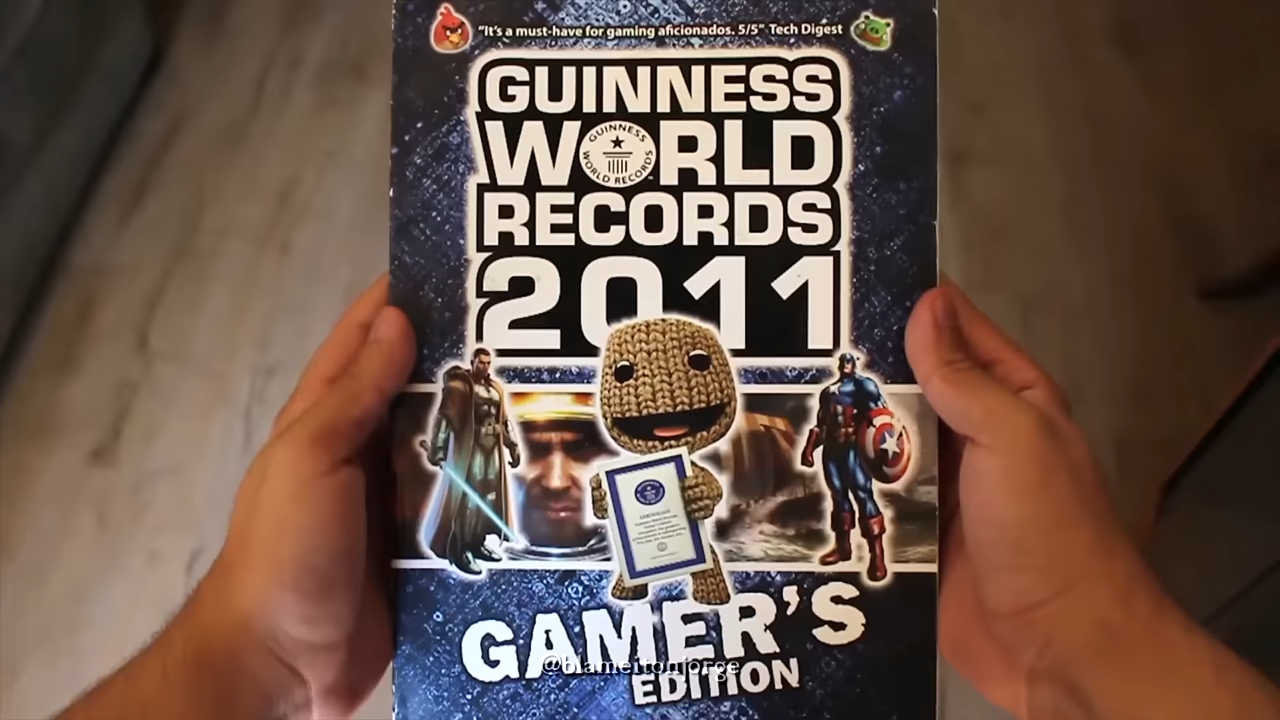 "It's a must-have for gaming aficionados. 5/5" Tech Digest
GUINNESS
WORLD
GUINNESS
WORLD RECORDS
RECORDS
2011
CERTIFICATE
GAMER'S
@blameitonjorge
EDITION